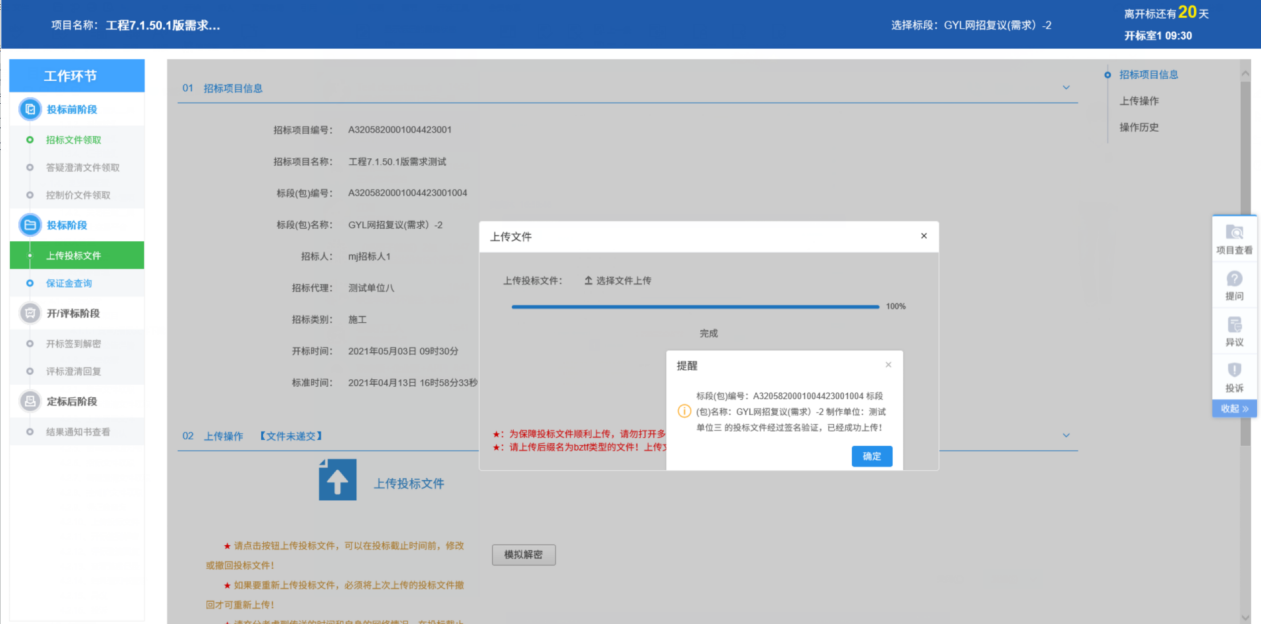 项目名称：工程7.1.50.1版需求...
选择标段：GYL网招复议(需求）-2
离开标还有20天
开标室1 09:30
工作环节
投标前阶段
招标文件领取
答疑澄清文件领取
控制价文件领取
投标阶段
上传投标文件
保证金查询
开/评标阶段
开标签到解密
评标澄清回复
定标后阶段
结果通知书查看
01 招标项目信息
招标项目编号： A3205820001004423001
招标项目名称： 工程7.1.50.1版需求测试
标段(包)编号： A3205820001004423001004
标段(包)名称： GYL网招复议(需求）-2
招标人： mj招标人1
招标代理： 测试单位八
招标类别： 施工
开标时间： 2021年05月03日 09时30分
标准时间： 2021年04月13日 16时58分33秒
02 上传操作 【文件未递交】
上传投标文件
★ 请点击按钮上传投标文件，可以在投标截止时间前，修改
或撤回投标文件！
★ 如果要重新上传投标文件，必须将上次上传的投标文件撤
回才可重新上传！
模拟解密
上传文件
×
上传投标文件： 选择文件上传
100%
完成
★：为保障投标文件顺利上传，请勿打开多
★：请上传后缀名为bztf类型的文件！上传文
提醒
×
标段(包)编号：A3205820001004423001004 标段
(包)名称：GYL网招复议(需求）-2 制作单位：测试
单位三 的投标文件经过签名验证，已经成功上传！
确定
招标项目信息
上传操作
操作历史
项目查看
提问
异议
投诉
收起 »